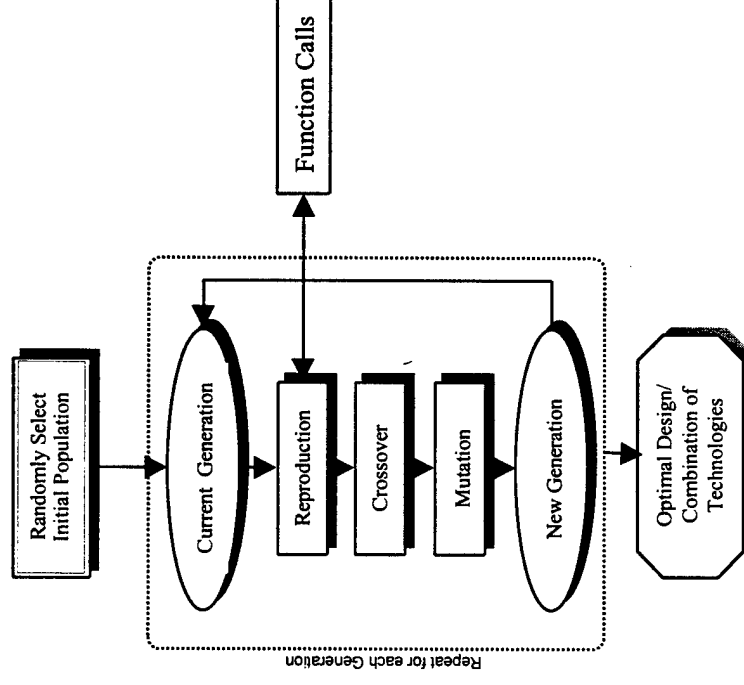 Randomly Select
Initial Population
Current Generation
Reproduction
Function Calls
Crossover
Mutation
New Generation
Repeat for each Generation
Optimal Design/
Combination of
Technologies